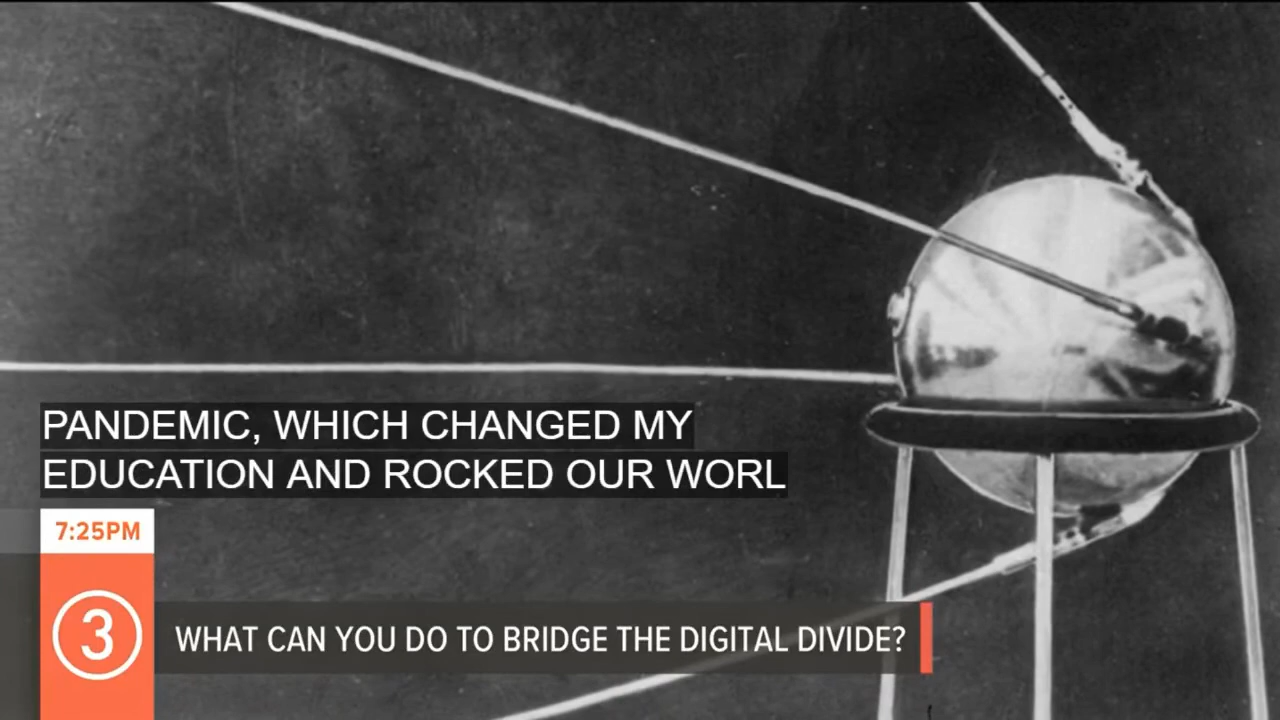 PANDEMIC, WHICH CHANGED MY
EDUCATION AND ROCKED OUR WORL
7:25PM
3
WHAT CAN YOU DO TO BRIDGE THE DIGITAL DIVIDE?